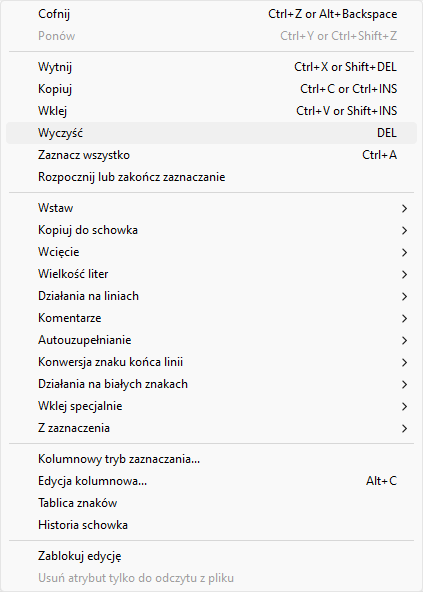 Cofnij Ctrl+Z or Alt+Backspace
Ponów Ctrl+Y or Ctrl+Shift+Z
Wytnij Ctrl+X or Shift+DEL
Kopiuj Ctrl+C or Ctrl+INS
Wklej Ctrl+V or Shift+INS
Wyczyść DEL
Zaznacz wszystko Ctrl+A
Rozpocznij lub zakończ zaznaczanie
Wstaw
Kopiuj do schowka
Wcięcie
Wielkość liter
Działania na liniach
Komentarze
Autouzupełnianie
Konwersja znaku końca linii
Działania na białych znakach
Wklej specjalnie
Z zaznaczenia
Kolumnowy tryb zaznaczania...
Edycja kolumnowa... Alt+C
Tablica znaków
Historia schowka
Zablokuj edycję
Usuń atrybut tylko do odczytu z pliku